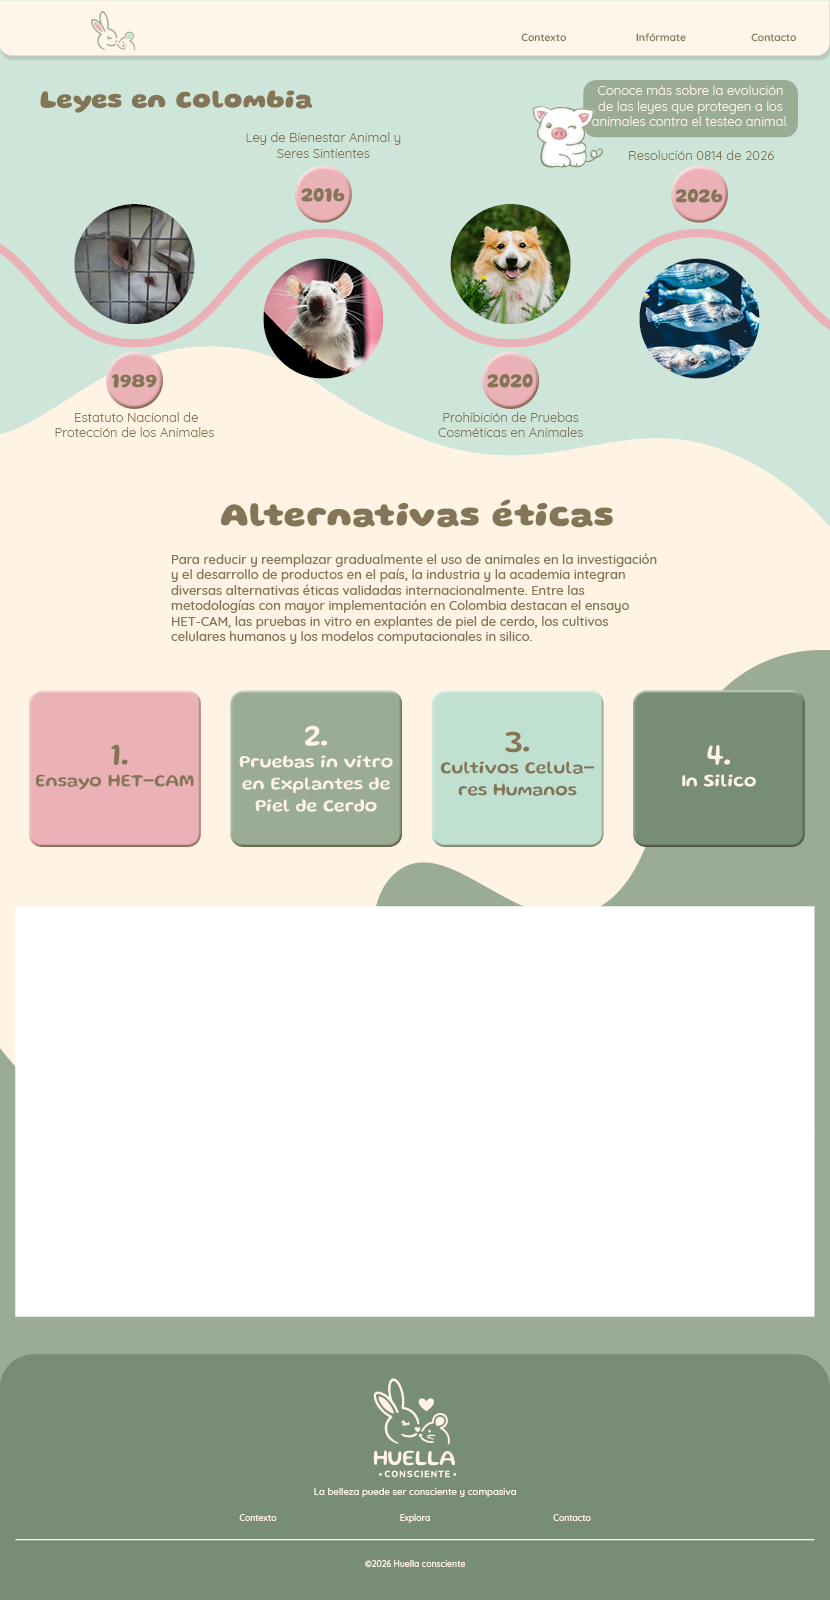 Contexto
Infórmate
Contacto
Leyes en Colombia
Conoce más sobre la evolución
de las leyes que protegen a los
animales contra el testeo animal.
Ley de Bienestar Animal y
Seres Sintientes
Resolución 0814 de 2026
2016
2026
1989
2020
Estatuto Nacional de
Protección de los Animales
Prohibición de Pruebas
Cosméticas en Animales
Alternativas éticas
Para reducir y reemplazar gradualmente el uso de animales en la investigación
y el desarrollo de productos en el país, la industria y la academia integran
diversas alternativas éticas validadas internacionalmente. Entre las
metodologías con mayor implementación en Colombia destacan el ensayo
HET-CAM, las pruebas in vitro en explantes de piel de cerdo, los cultivos
celulares humanos y los modelos computacionales in silico.
1.
Ensayo HET-CAM
2.
Pruebas in vitro
en Explantes de
Piel de Cerdo
3.
Cultivos Celula-
res Humanos
4.
In Silico
HUELLA
• CONSCIENTE •
La belleza puede ser consciente y compasiva
Contexto
Explora
Contacto
©2026 Huella consciente